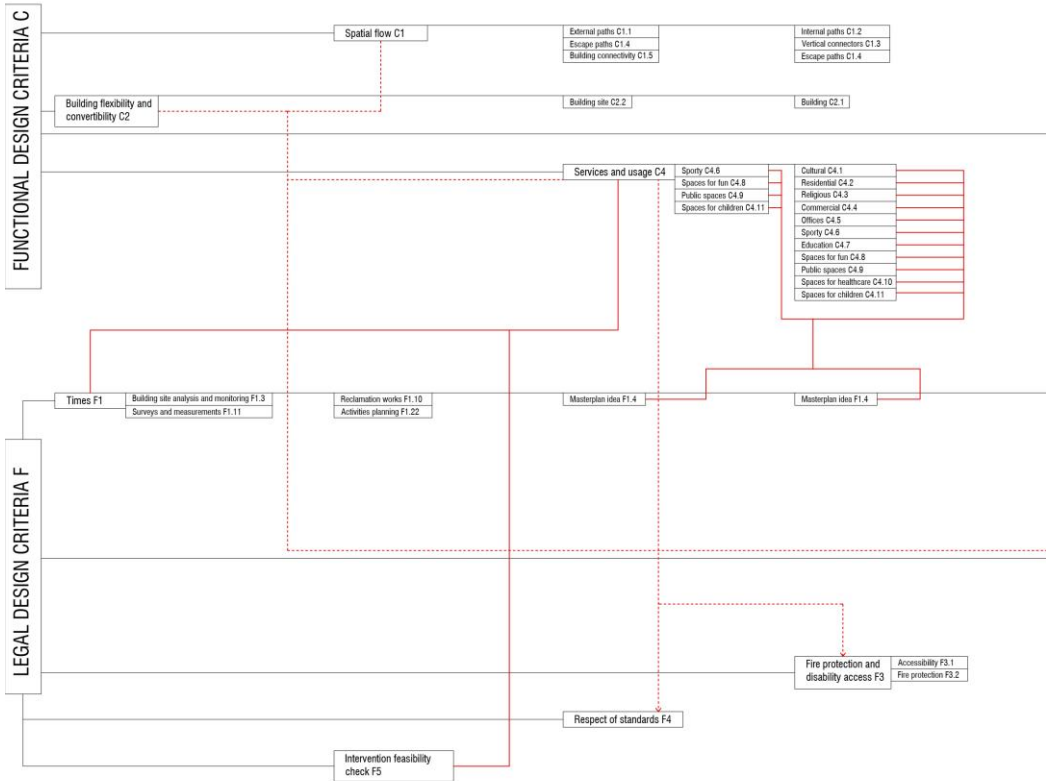 FUNCTIONAL DESIGN CRITERIA C
Spatial flow C1
External paths C1.1
Escape paths C1.4
Building connectivity C1.5
Internal paths C1.2
Vertical connectors C1.3
Escape paths C1.4
Building flexibility and
convertibility C2
Building site C2.2
Building C2.1
Services and usage C4
Sporty C4.6
Spaces for fun C4.8
Public spaces C4.9
Spaces for children C4.11
Cultural C4.1
Residential C4.2
Religious C4.3
Commercial C4.4
Offices C4.5
Sporty C4.6
Education C4.7
Spaces for fun C4.8
Public spaces C4.9
Spaces for healthcare C4.10
Spaces for children C4.11
LEGAL DESIGN CRITERIA F
Times F1
Building site analysis and monitoring F1.3
Surveys and measurements F1.11
Reclamation works F1.10
Activities planning F1.22
Masterplan idea F1.4
Masterplan idea F1.4
Fire protection and
disability access F3
Accessibility F3.1
Fire protection F3.2
Respect of standards F4
Intervention feasibility
check F5